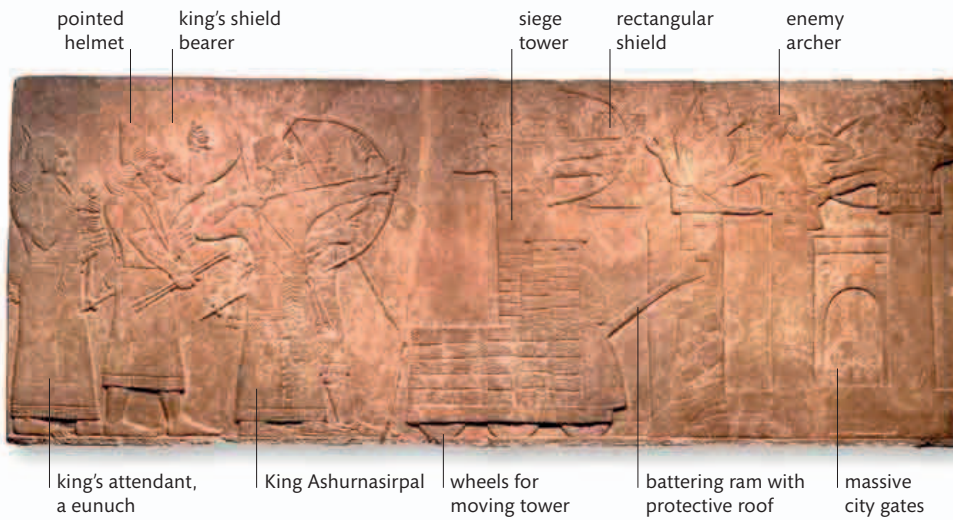 pointed
helmet
king's shield
bearer
siege
tower
rectangular
shield
enemy
archer
king's attendant,
a eunuch
King Ashurnasirpal
wheels for
moving tower
battering ram with
protective roof
massive
city gates